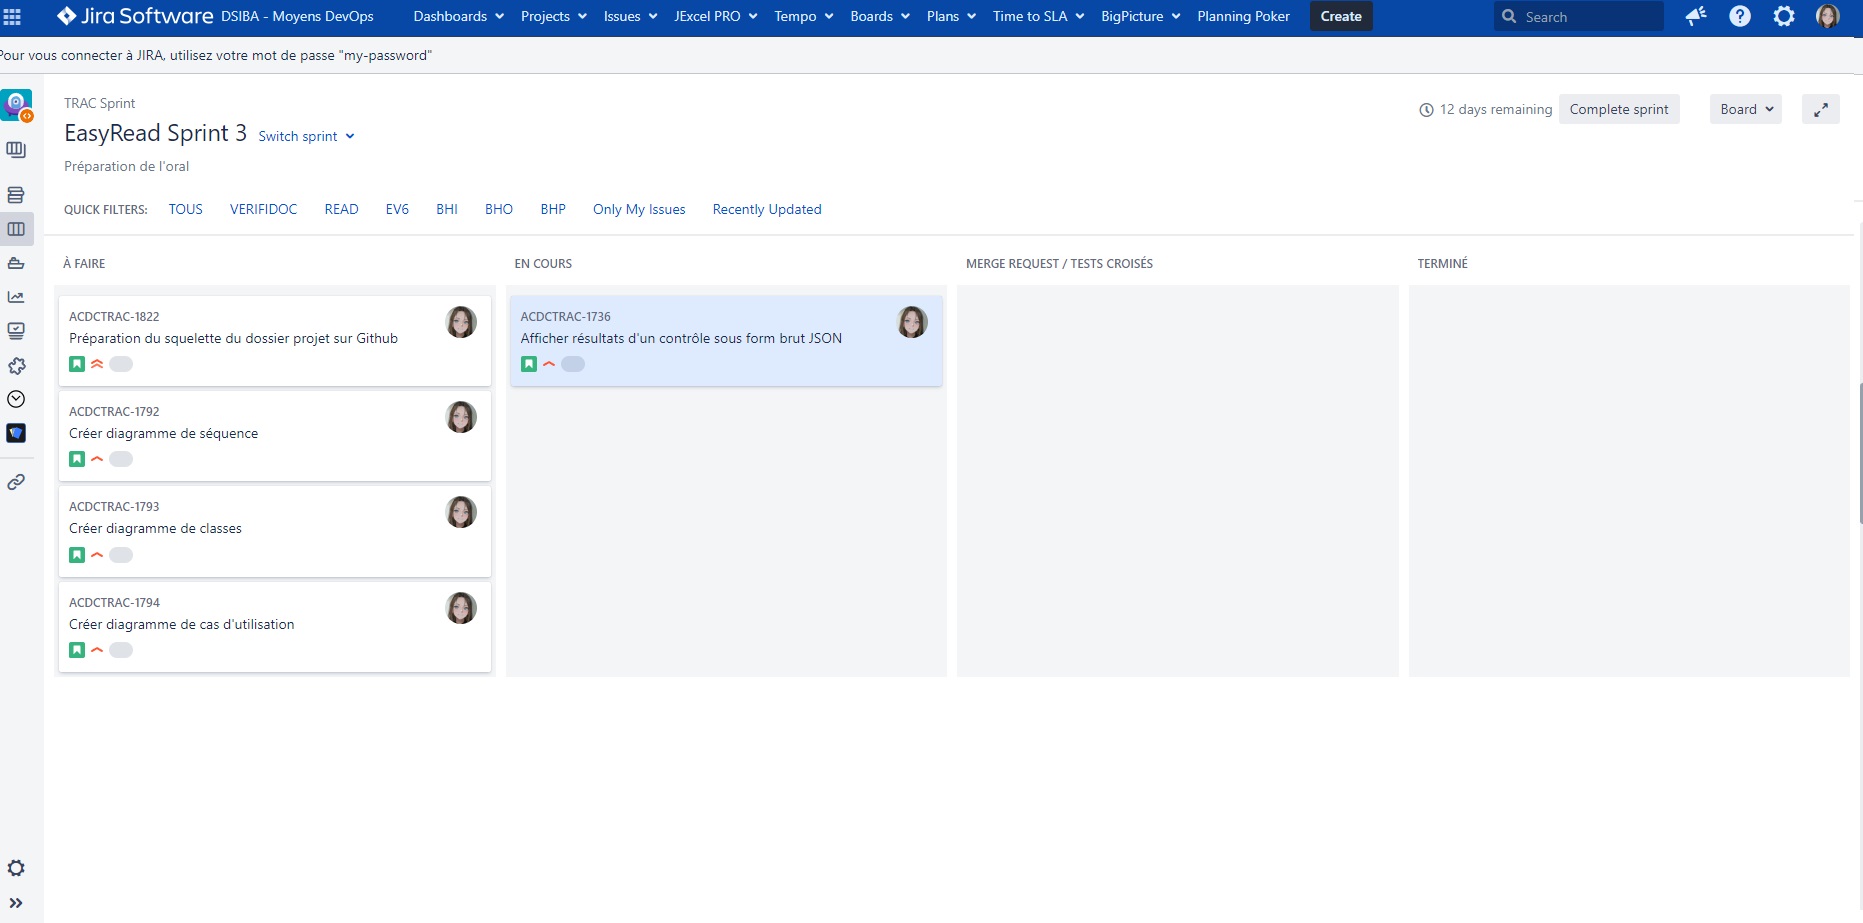 Jira Software DSIBA - Moyens DevOps Dashboards Projects Issues JExcel PRO Tempo Boards Plans Time to SLA BigPicture Planning Poker Create Search
Pour vous connecter à JIRA, utilisez votre mot de passe "my-password"
TRAC Sprint
EasyRead Sprint 3 Switch sprint
12 days remaining Complete sprint Board
Préparation de l'oral
QUICK FILTERS: TOUS VERIFIDOC READ EV6 BHI BHO BHP Only My Issues Recently Updated
À FAIRE
ACDCTRAC-1822
Préparation du squelette du dossier projet sur Github
ACDCTRAC-1792
Créer diagramme de séquence
ACDCTRAC-1793
Créer diagramme de classes
ACDCTRAC-1794
Créer diagramme de cas d'utilisation
EN COURS
ACDCTRAC-1736
Afficher résultats d'un contrôle sous form brut JSON
MERGE REQUEST / TESTS CROISÉS
TERMINÉ